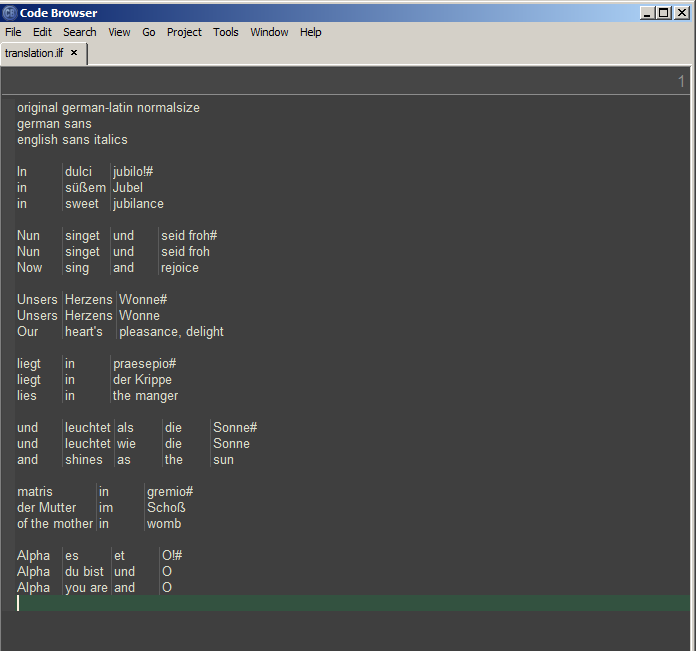 Code Browser
File Edit Search View Go Project Tools Window Help
translation.ilf
1
original german-latin normalsize
german sans
english sans italics
In dulci jubilo!#
in süßem Jubel
in sweet jubilance
Nun singet und seid froh#
Nun singet und seid froh
Now sing and rejoice
Unsers Herzens Wonne#
Unsers Herzens Wonne
Our heart's pleasance, delight
liegt in praesepio#
liegt in der Krippe
lies in the manger
und leuchtet als die Sonne#
und leuchtet wie die Sonne
and shines as the sun
matris in gremio#
der Mutter im Schoß
of the mother in womb
Alpha es et O!#
Alpha du bist und O
Alpha you are and O